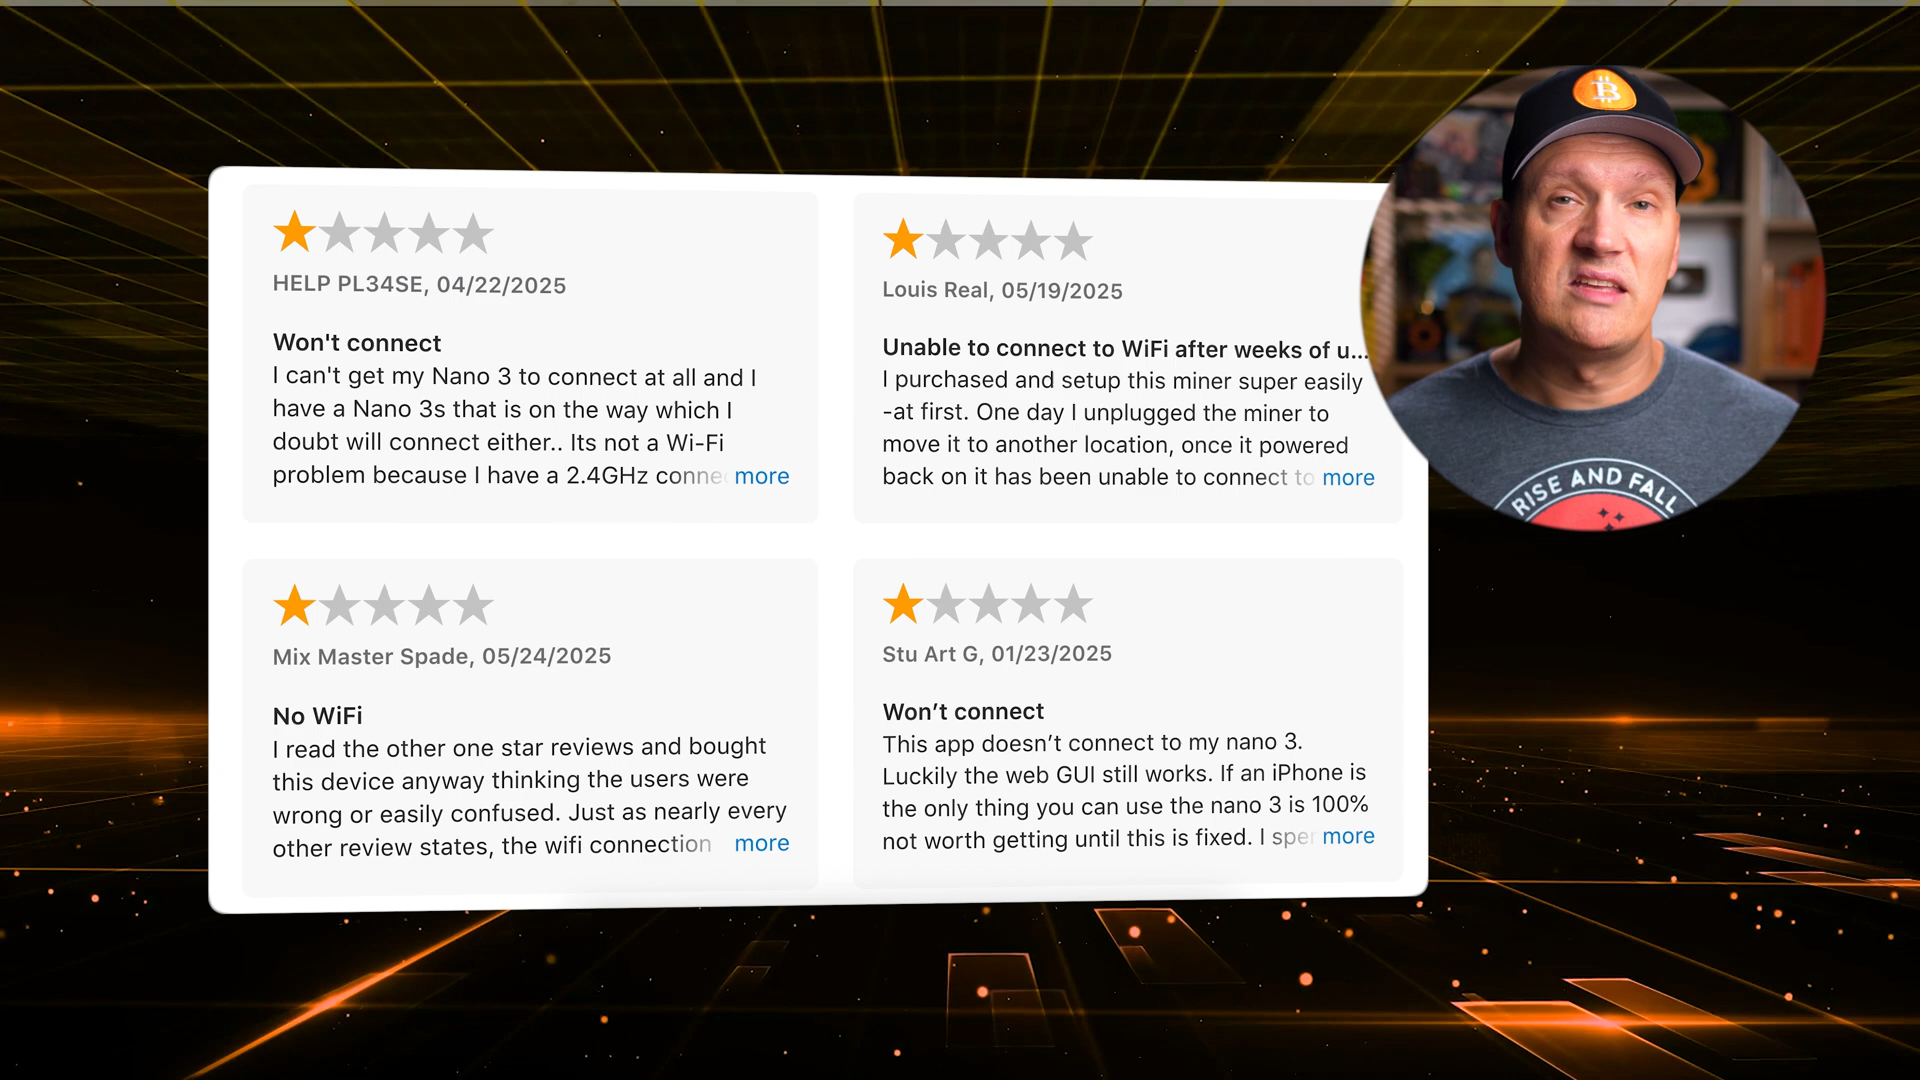 HELP PL34SE, 04/22/2025
Won't connect
I can't get my Nano 3 to connect at all and I
have a Nano 3s that is on the way which I
doubt will connect either.. Its not a Wi-Fi
problem because I have a 2.4GHz conne more
Louis Real, 05/19/2025
Unable to connect to WiFi after weeks of u...
I purchased and setup this miner super easily
-at first. One day I unplugged the miner to
move it to another location, once it powered
back on it has been unable to connect to more
Mix Master Spade, 05/24/2025
No WiFi
I read the other one star reviews and bought
this device anyway thinking the users were
wrong or easily confused. Just as nearly every
other review states, the wifi connection more
Stu Art G, 01/23/2025
Won’t connect
This app doesn’t connect to my nano 3.
Luckily the web GUI still works. If an iPhone is
the only thing you can use the nano 3 is 100%
not worth getting until this is fixed. I sper more
RISE AND FALL